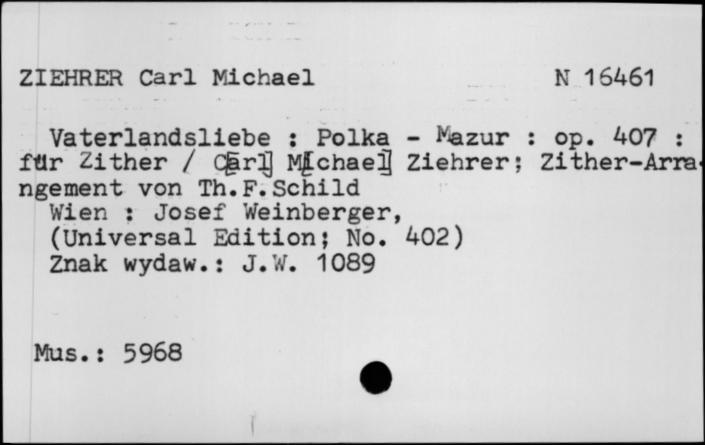 ZIEHRER Carl Michael N 16461
Vaterlandsliebe : Polka - Mazur : op. 407 :
für Zither / C[arl] M[ichael] Ziehrer; Zither-Arra-
ngement von Th.F.Schild
Wien : Josef Weinberger,
(Universal Edition; No. 402)
Znak wydaw.: J.W. 1089
Mus.: 5968